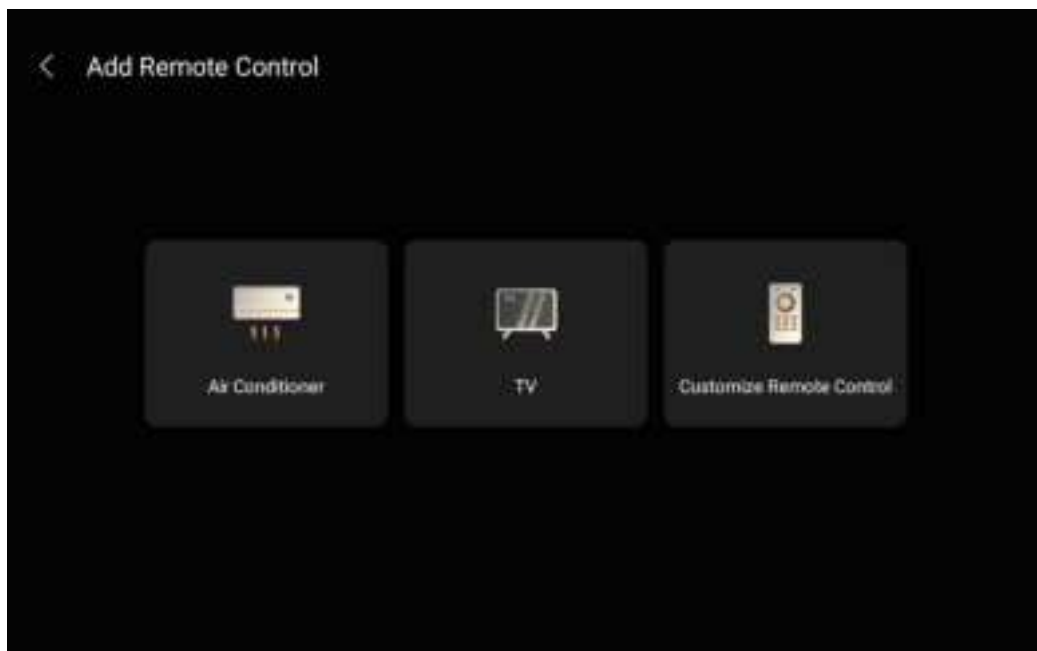 Add Remote Control
Air Conditioner
TV
Customize Remote Control